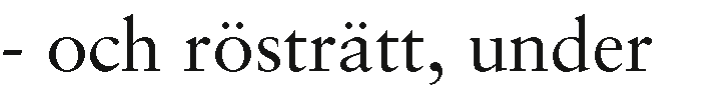 - och rösträtt, under